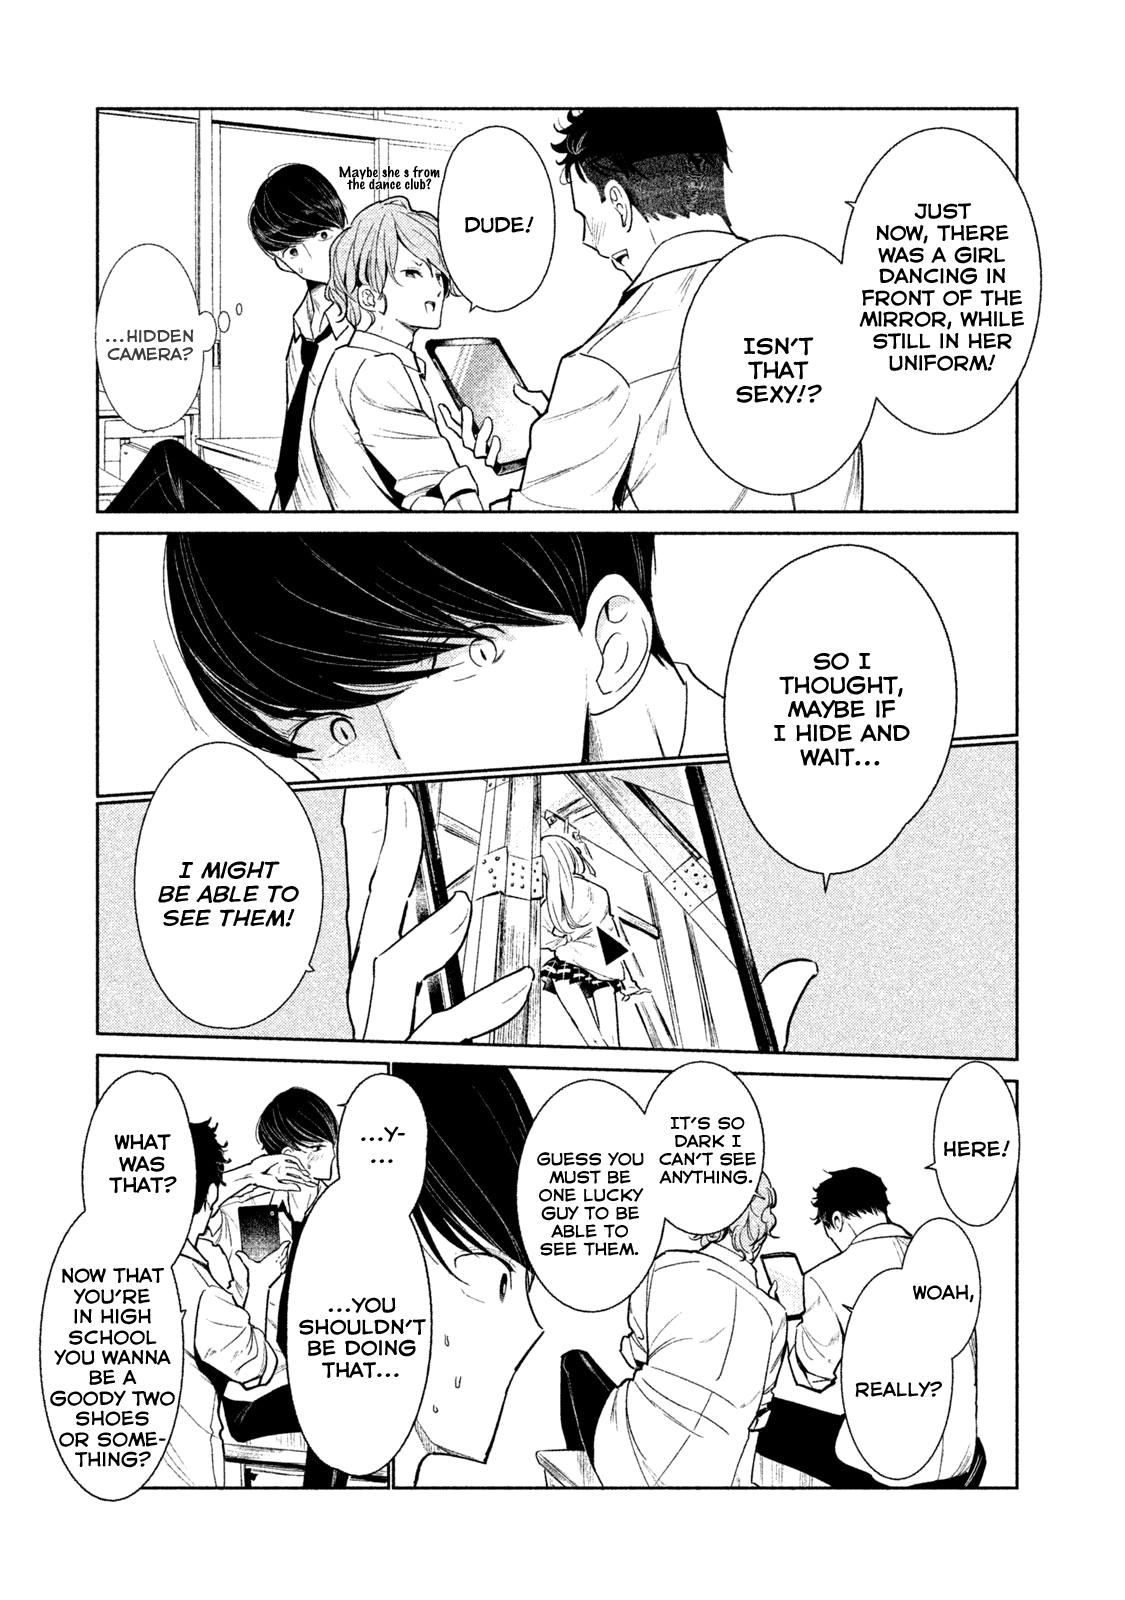 JUST
NOW, THERE
WAS A GIRL
DANCING IN
FRONT OF THE
MIRROR, WHILE
STILL IN HER
UNIFORM!
ISN'T
THAT
SEXY!?
DUDE!
Maybe she s from
the dance club?
...HIDDEN
CAMERA?
SO I
THOUGHT,
MAYBE IF
I HIDE AND
WAIT...
I MIGHT
BE ABLE TO
SEE THEM!
HERE!
WOAH,
REALLY?
IT'S SO
DARK I
CAN'T SEE
ANYTHING.
GUESS YOU
MUST BE
ONE LUCKY
GUY TO BE
ABLE TO
SEE THEM.
...Y-
...
...YOU
SHOULDN'T
BE DOING
THAT...
WHAT
WAS
THAT?
NOW THAT
YOU'RE
IN HIGH
SCHOOL
YOU WANNA
BE A
GOODY TWO
SHOES
OR SOME-
THING?